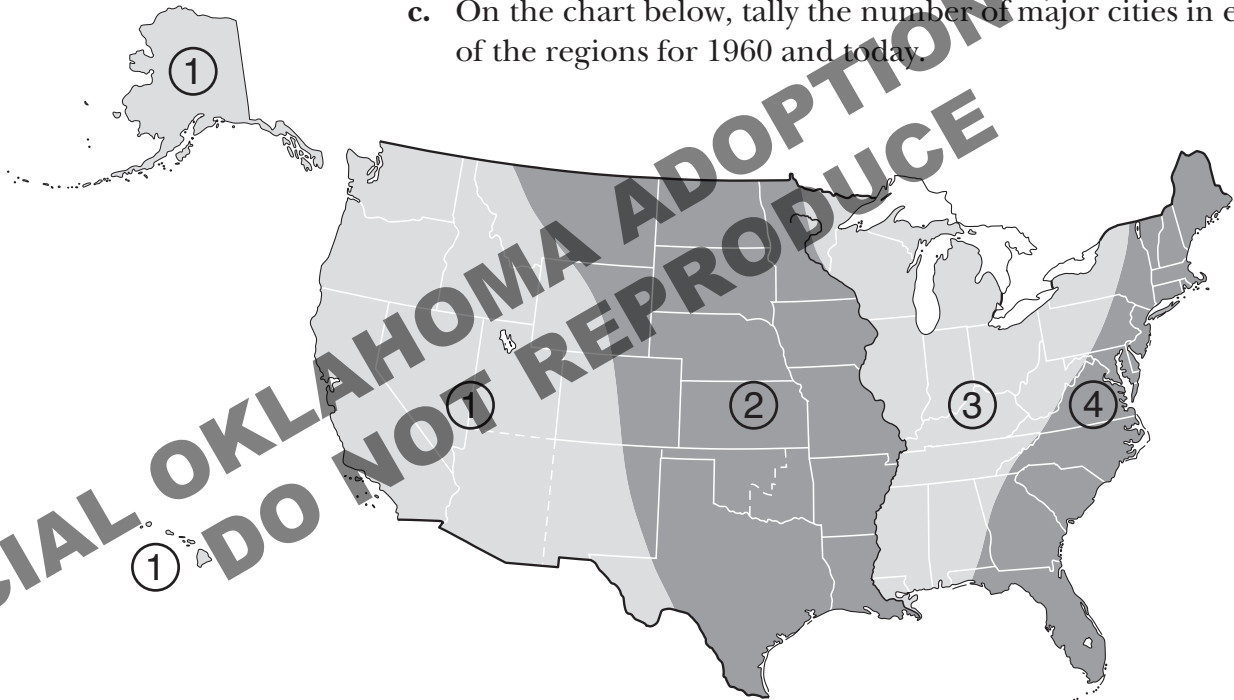 c. On the chart below, tally the number of major cities in
of the regions for 1960 and today.
OKLAHOMA ADOPTION
DO NOT REPRODUCE
1
1
2
3
4
1